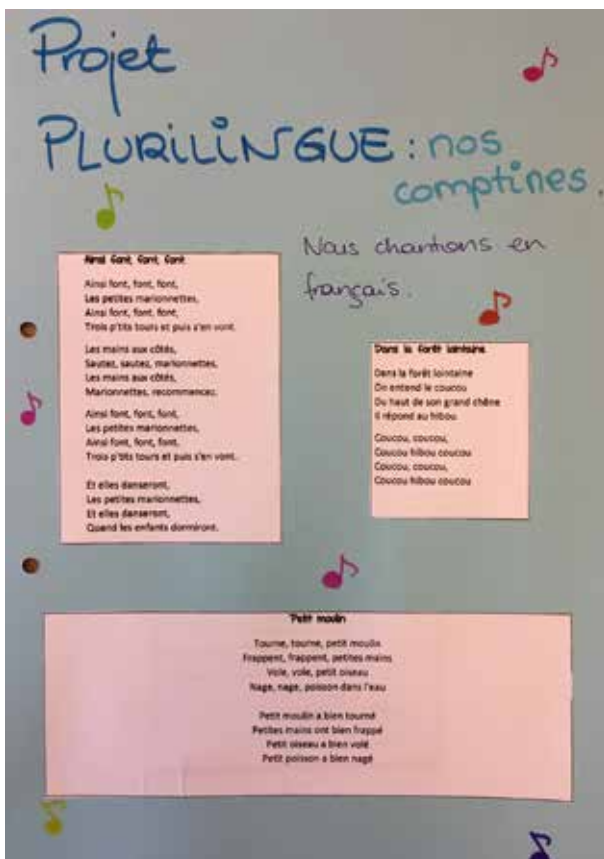 Projet
PLURILINGUE : nos
comptines.
Nous chantons en
français.
Ainsi font, font, font
Ainsi font, font, font,
Les petites marionnettes,
Ainsi font, font, font,
Trois p'tits tours et puis s'en vont.
Les mains aux côtés,
Sautez, sautez, marionnettes,
Les mains aux côtés,
Marionnettes, recommencez.
Ainsi font, font, font,
Les petites marionnettes,
Ainsi font, font, font,
Trois p'tits tours et puis s'en vont.
Et elles danseront,
Les petites marionnettes,
Et elles danseront,
Quand les enfants dormiront.
Dans la forêt lointaine
Dans la forêt lointaine
On entend le coucou
Du haut de son grand chêne
Il répond au hibou
Coucou, coucou,
Coucou hibou coucou
Coucou, coucou,
Coucou hibou coucou
Petit moulin
Tourne, tourne, petit moulin
Frappent, frappent, petites mains
Vole, vole, petit oiseau
Nage, nage, poisson dans l'eau
Petit moulin a bien tourné
Petites mains ont bien frappé
Petit oiseau a bien volé
Petit poisson a bien nagé